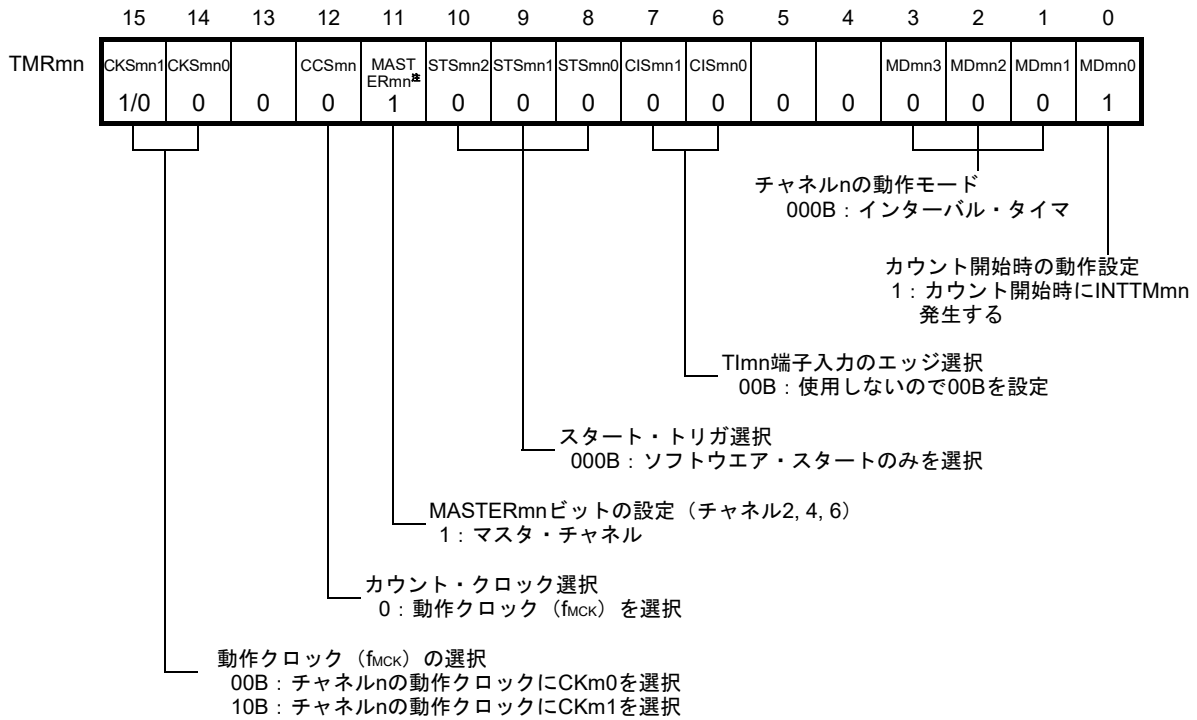 15 14 13 12 11 10 9 8 7 6 5 4 3 2 1 0
TMRmn CKSmn1 CKSmn0 CCSmn MAST STSmn2 STSmn1 STSmn0 CISmn1 CISmn0 MDmn3 MDmn2 MDmn1 MDmn0
ERmn注
1/0 0 0 0 1 0 0 0 0 0 0 0 0 0 0 1
チャネルnの動作モード
000B：インターバル・タイマ
カウント開始時の動作設定
1：カウント開始時にINTTMmn
発生する
TImn端子入力のエッジ選択
00B：使用しないので00Bを設定
スタート・トリガ選択
000B：ソフトウエア・スタートのみを選択
MASTERmnビットの設定（チャネル2, 4, 6）
1：マスタ・チャネル
カウント・クロック選択
0：動作クロック（fMCK）を選択
動作クロック（fMCK）の選択
00B：チャネルnの動作クロックにCKm0を選択
10B：チャネルnの動作クロックにCKm1を選択